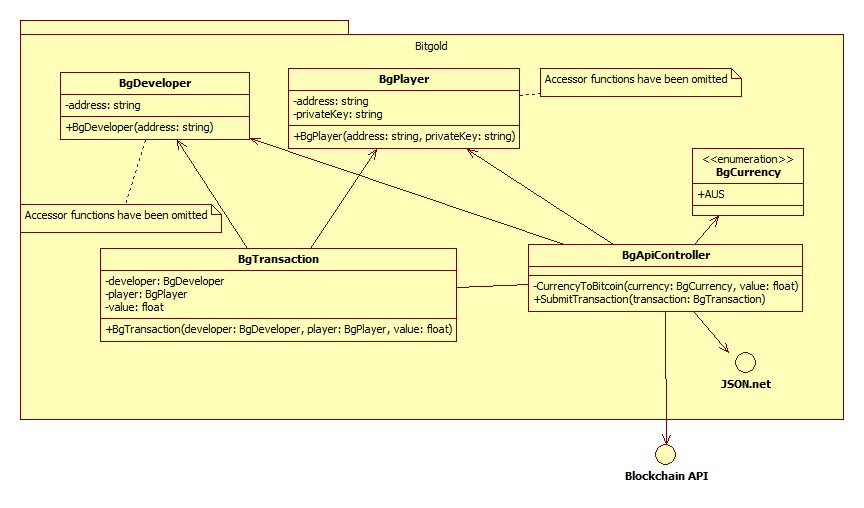 Bitgold
BgDeveloper
-address: string
+BgDeveloper(address: string)
BgPlayer
-address: string
-privateKey: string
+BgPlayer(address: string, privateKey: string)
Accessor functions have been omitted
<<enumeration>>
BgCurrency
+AUS
Accessor functions have been omitted
BgTransaction
-developer: BgDeveloper
-player: BgPlayer
-value: float
+BgTransaction(developer: BgDeveloper, player: BgPlayer, value: float)
BgApiController
-CurrencyToBitcoin(currency: BgCurrency, value: float)
+SubmitTransaction(transaction: BgTransaction)
JSON.net
Blockchain API